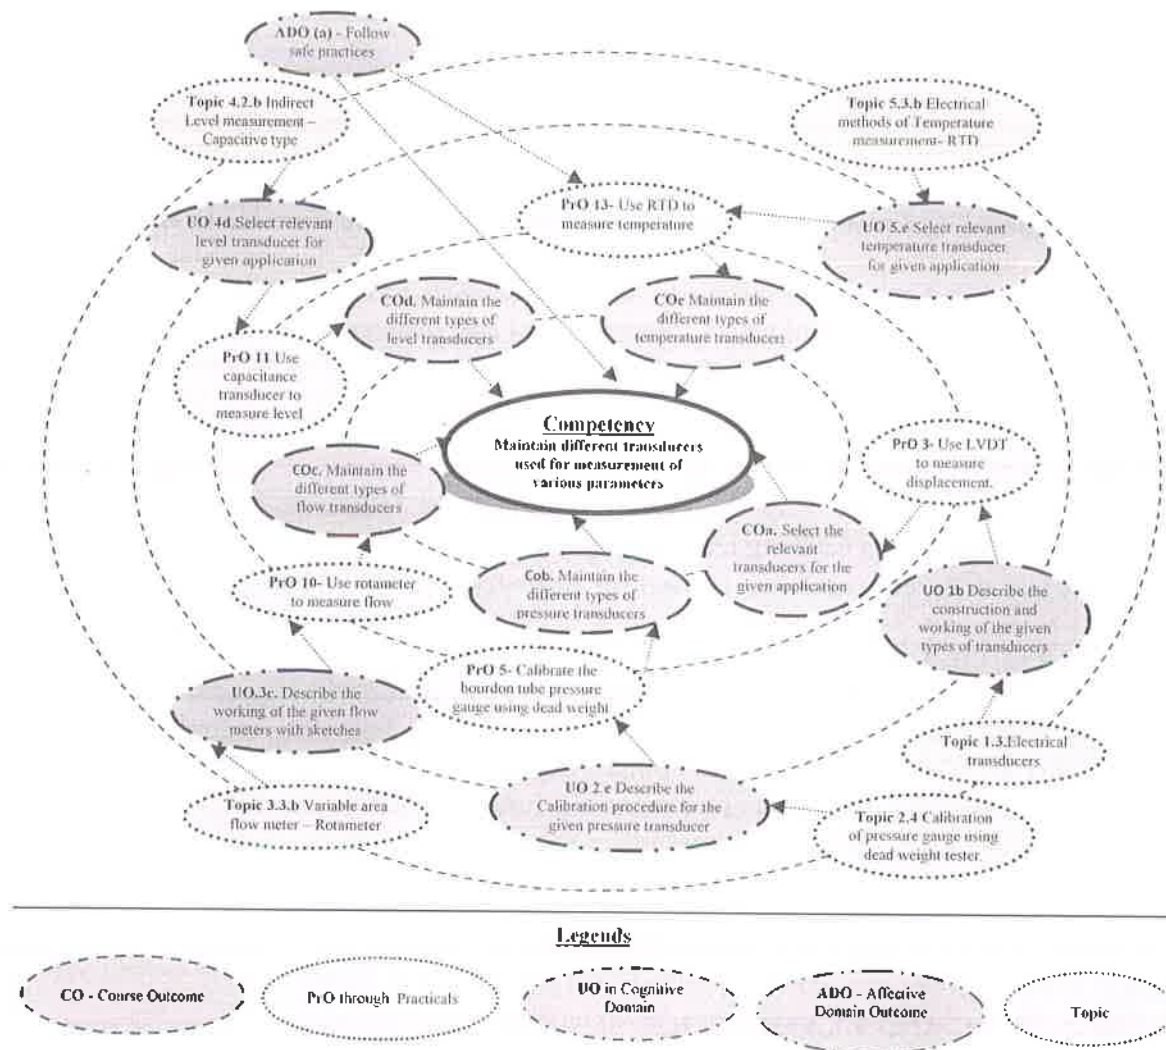 ADO (a) - Follow
safe practices
Topic 4.2.b Indirect
Level measurement –
Capacitive type
Topic 5.3.b Electrical
methods of Temperature
measurement- RTD
UO 4d Select relevant
level transducer for
given application
PrO 13- Use RTD to
measure temperature
UO 5.e Select relevant
temperature transducer
for given application
COd. Maintain the
different types of
level transducers
COe Maintain the
different types of
temperature transducers
PrO 11 Use
capacitance
transducer to
measure level
Competency
Maintain different transducers
used for measurement of
various parameters
PrO 3- Use LVDT
to measure
displacement.
COc. Maintain the
different types of
flow transducers
COa. Select the
relevant
transducers for the
given application
PrO 10- Use rotameter
to measure flow
Cob. Maintain the
different types of
pressure transducers
UO 1b Describe the
construction and
working of the given
types of transducers
PrO 5- Calibrate the
bourdon tube pressure
gauge using dead weight
UO.3c. Describe the
working of the given flow
meters with sketches
Topic 1.3.Electrical
transducers
UO 2 e Describe the
Calibration procedure for the
given pressure transducer
Topic 3.3.b Variable area
flow meter – Rotameter
Topic 2.4 Calibration
of pressure gauge using
dead weight tester.
Legends
CO - Course Outcome
PrO through Practicals
UO in Cognitive
Domain
ADO - Affective
Domain Outcome
Topic